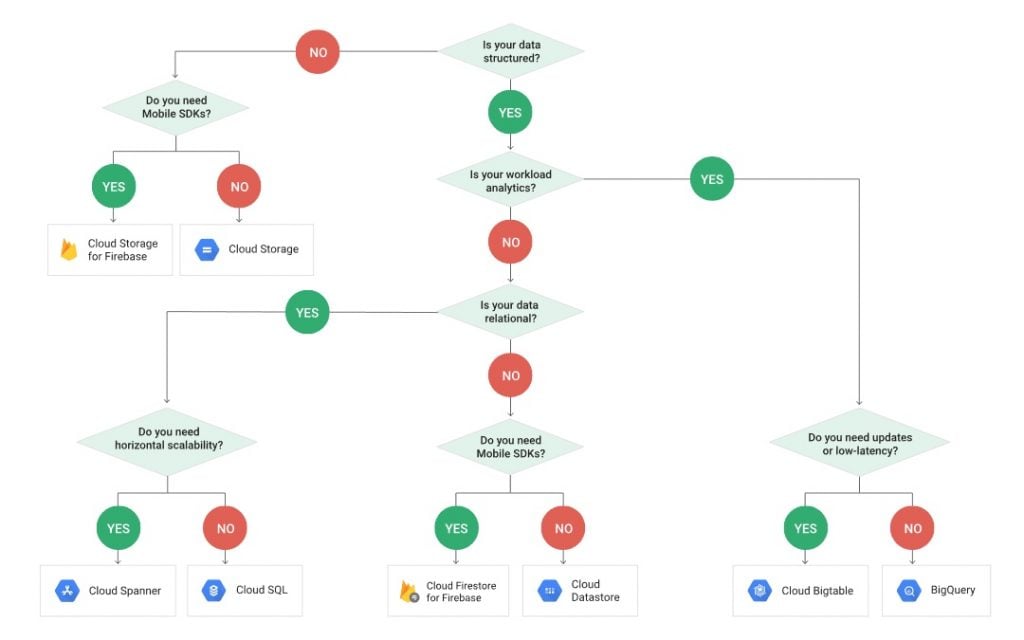 Is your data
structured?
NO
Do you need
Mobile SDKs?
YES
YES
NO
Is your workload
analytics?
YES
Cloud Storage
for Firebase
Cloud Storage
NO
Is your data
relational?
YES
NO
Do you need
horizontal scalability?
Do you need
Mobile SDKs?
Do you need updates
or low-latency?
YES
NO
YES
NO
YES
NO
Cloud Spanner
Cloud SQL
Cloud Firestore
for Firebase
Cloud
Datastore
Cloud Bigtable
BigQuery